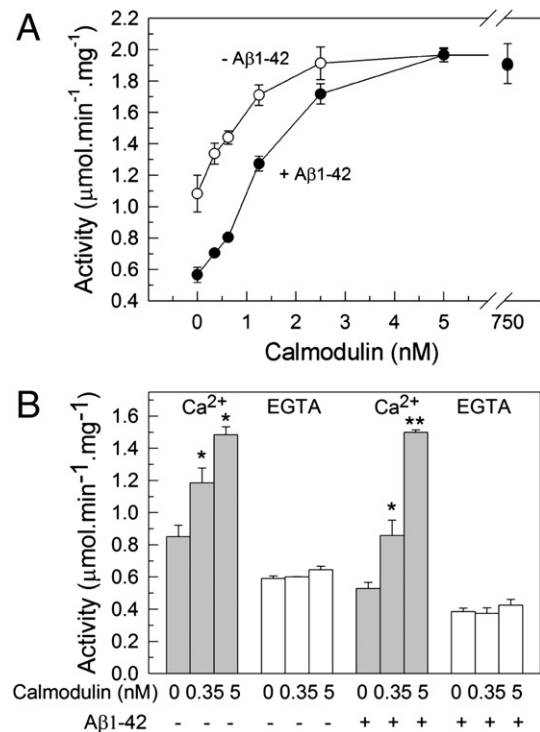 A
Activity (μmol.min⁻¹.mg⁻¹)
2.2
2.0
1.8
1.6
1.4
1.2
1.0
0.8
0.6
0.4
- Aβ1-42
+ Aβ1-42
0 1 2 3 4 5 750
Calmodulin (nM)
B
Activity (μmol.min⁻¹.mg⁻¹)
1.6
1.4
1.2
1.0
0.8
0.6
0.4
0.2
0.0
Ca²⁺ EGTA Ca²⁺ EGTA
* * * **
Calmodulin (nM) 0 0.35 5 0 0.35 5 0 0.35 5 0 0.35 5
Aβ1-42 - - - - - - + + + + + +